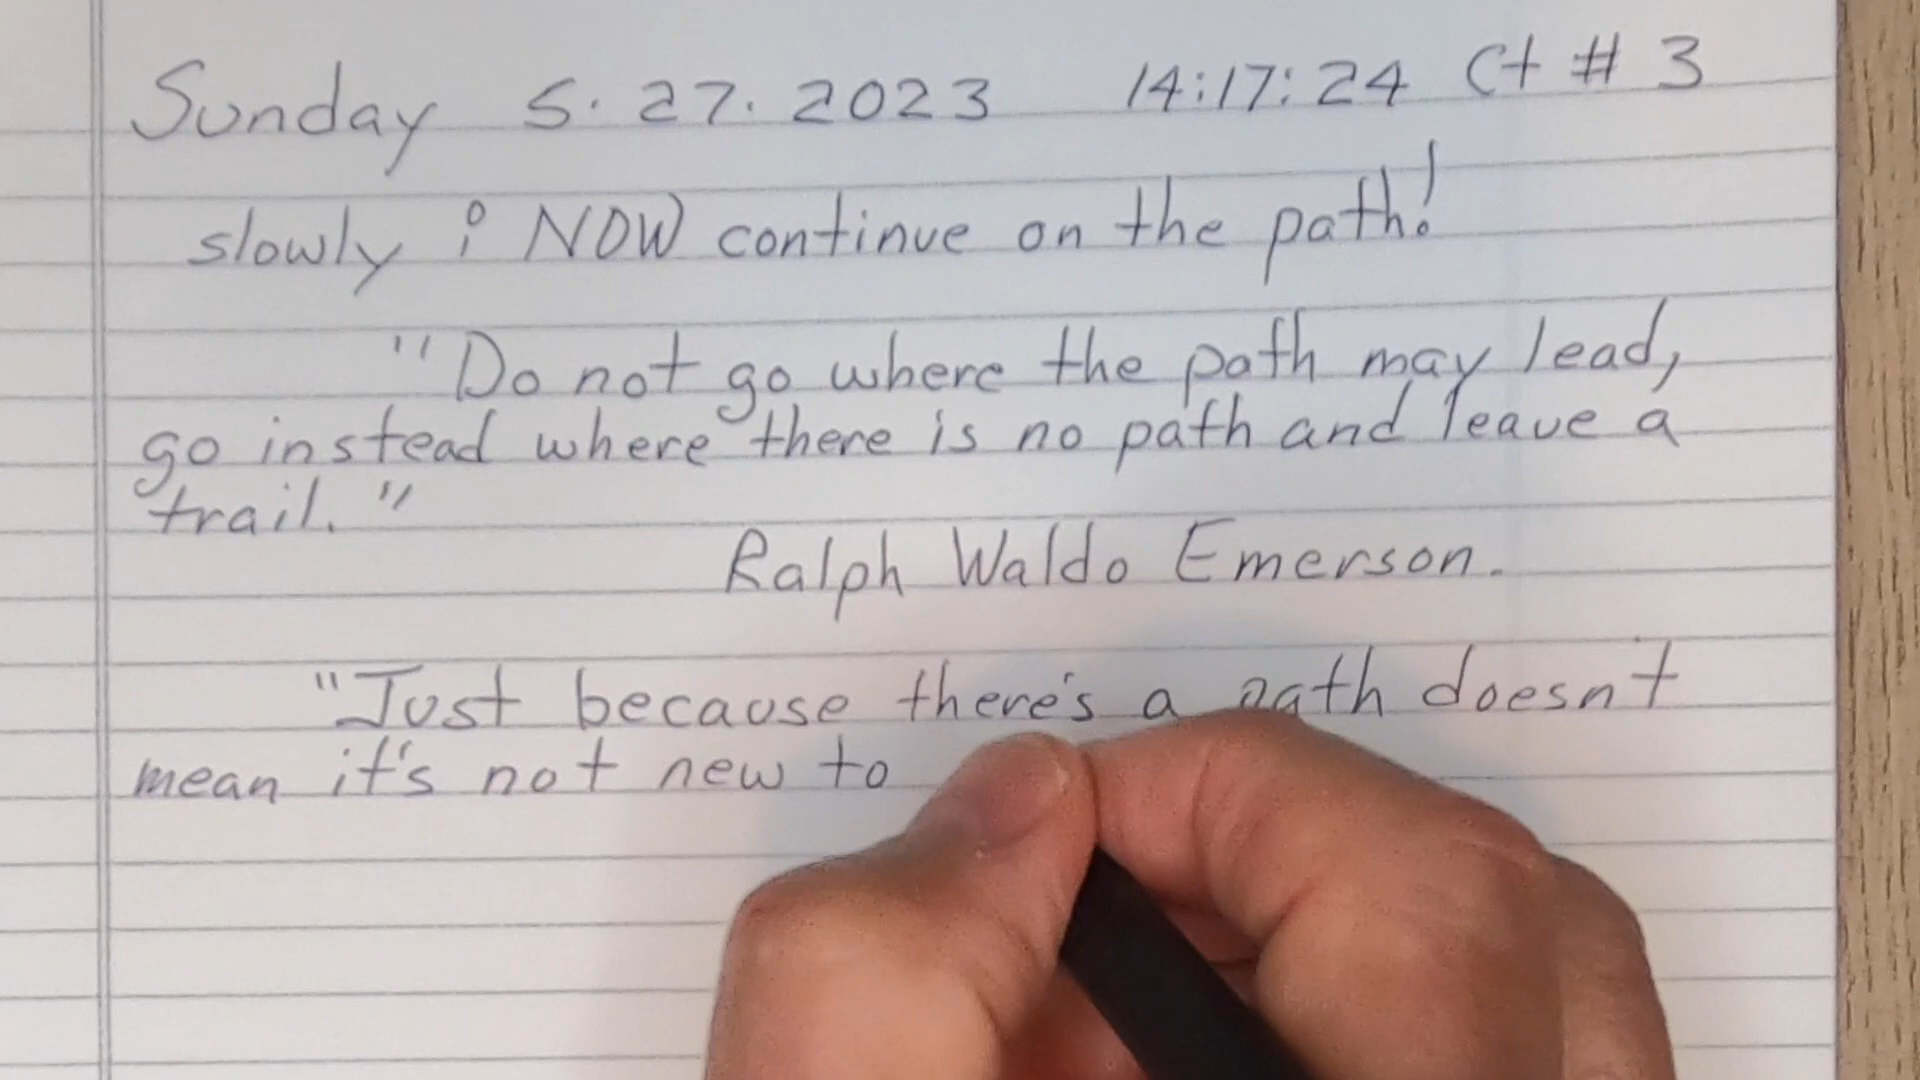 Sunday 5.27.2023 14:17:24 Ct # 3
slowly i NOW continue on the path!
"Do not go where the path may lead,
go instead where there is no path and leave a
trail."
Ralph Waldo Emerson.
"Just because there's a path doesnt
mean it's not new to